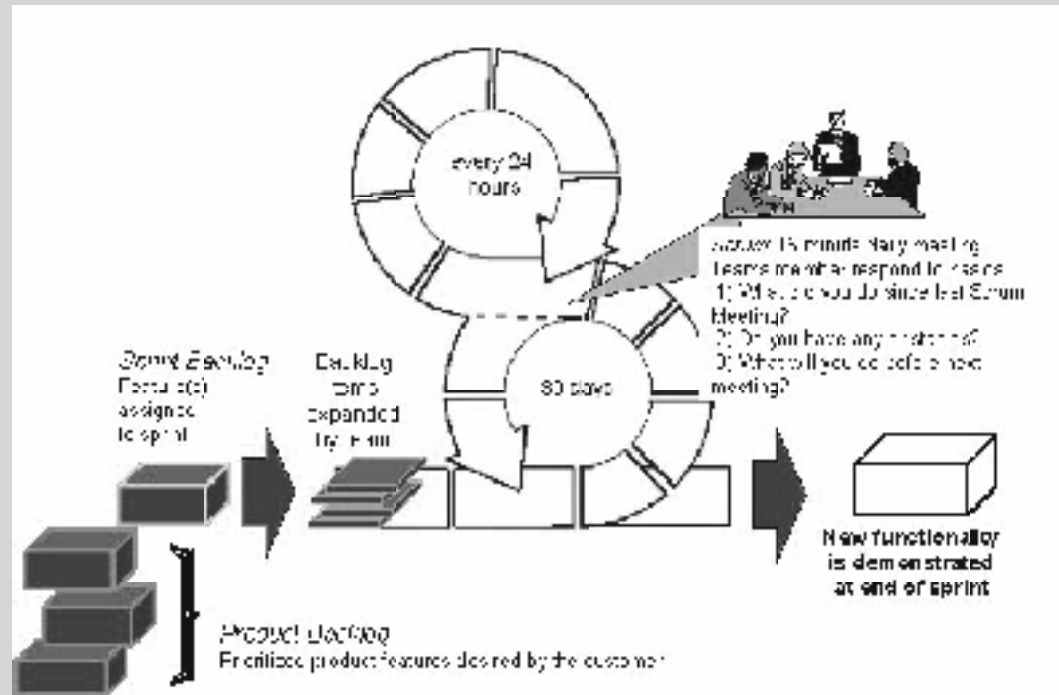 every 24
hours
Scrum: 15 minute daily meeting.
Teams member respond to basics
1) What did you do since last Scrum
Meeting?
2) Do you have any obstacles?
3) What will you do before next
meeting?
30 days
Sprint Backlog
Feature(s)
assigned
to sprint
Backlog
items
expanded
by team
New functionality
is demonstrated
at end of sprint
Product Backlog
Prioritized product features desired by the customer